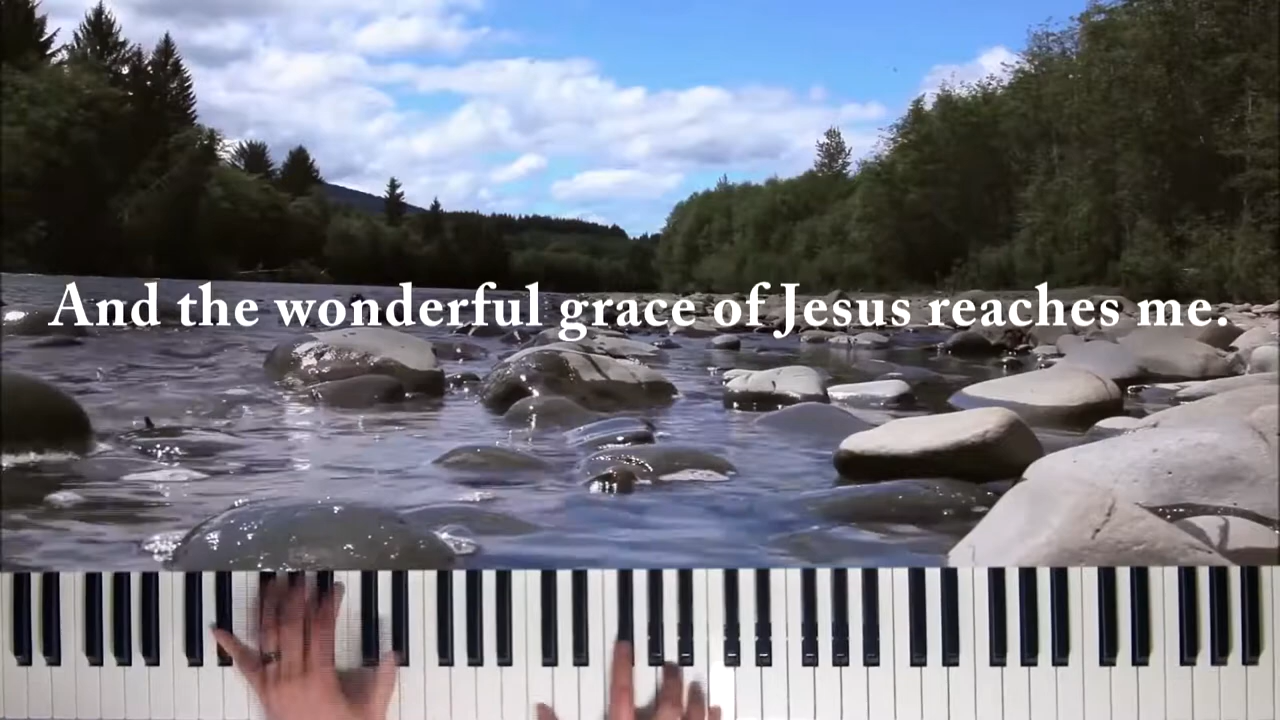 And the wonderful grace of Jesus reaches me.